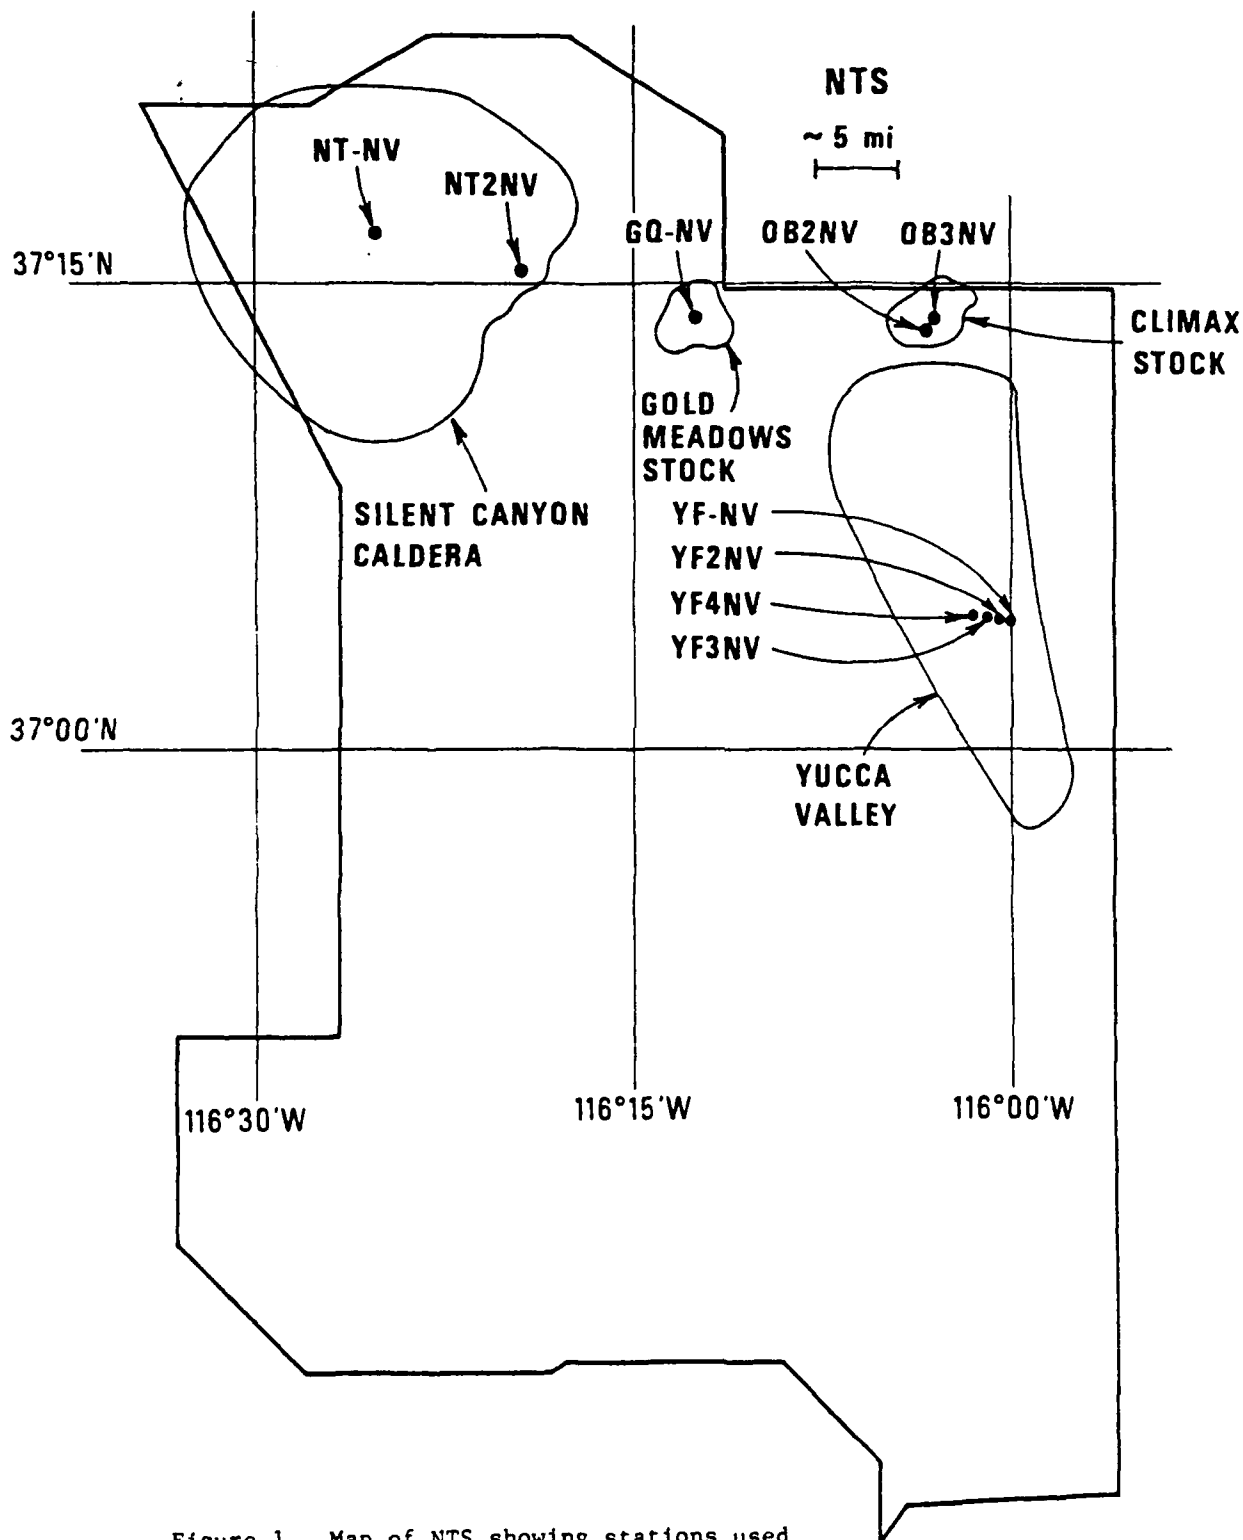 NTS
~ 5 mi
NT-NV
NT2NV
GQ-NV
OB2NV
OB3NV
37°15'N
CLIMAX
STOCK
GOLD
MEADOWS
STOCK
SILENT CANYON
CALDERA
YF-NV
YF2NV
YF4NV
YF3NV
37°00'N
YUCCA
VALLEY
116°30'W
116°15'W
116°00'W
Figure 1. Map of NTS showing stations used